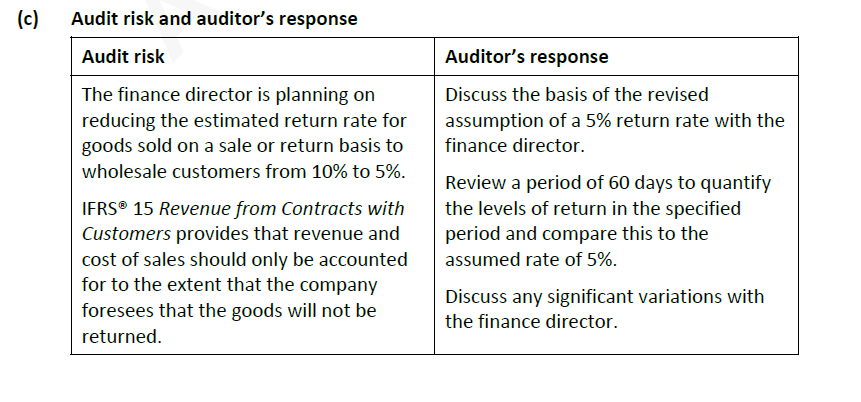 (c) Audit risk and auditor's response
Audit risk
The finance director is planning on
reducing the estimated return rate for
goods sold on a sale or return basis to
wholesale customers from 10% to 5%.
IFRS® 15 Revenue from Contracts with
Customers provides that revenue and
cost of sales should only be accounted
for to the extent that the company
foresees that the goods will not be
returned.
Auditor's response
Discuss the basis of the revised
assumption of a 5% return rate with the
finance director.
Review a period of 60 days to quantify
the levels of return in the specified
period and compare this to the
assumed rate of 5%.
Discuss any significant variations with
the finance director.